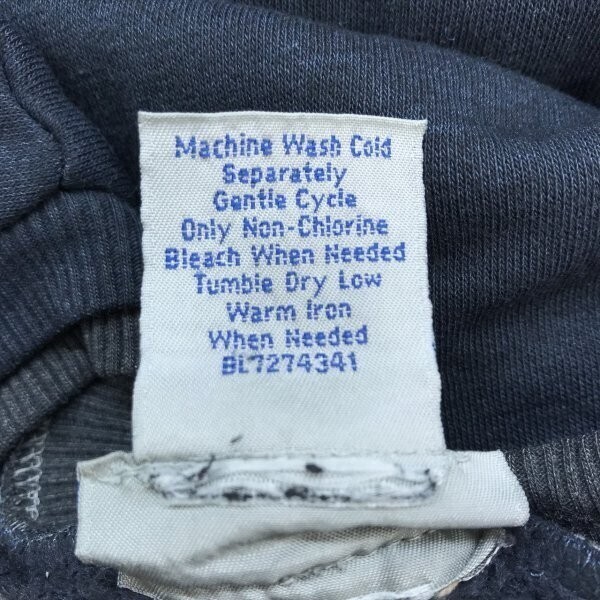 Machine Wash Cold
Separately
Gentle Cycle
Only Non-Chlorine
Bleach When Needed
Tumble Dry Low
Warm Iron
When Needed
BL7274341